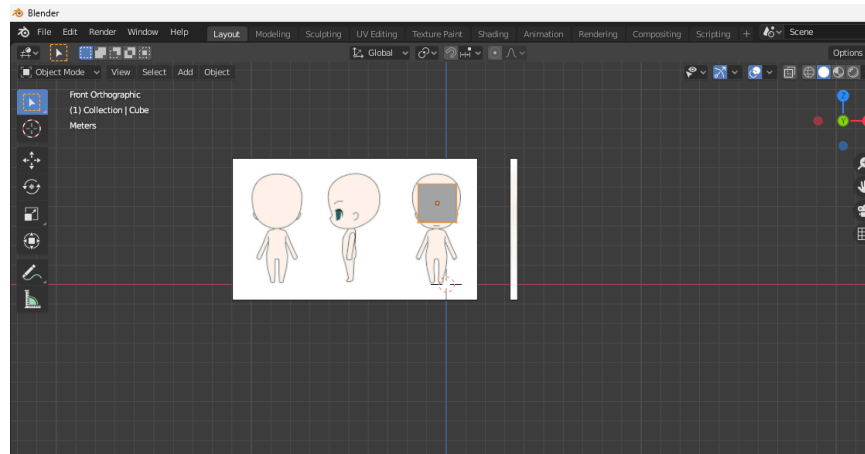 Blender
File Edit Render Window Help Layout Modeling Sculpting UV Editing Texture Paint Shading Animation Rendering Compositing Scripting + Scene
Global Options
Object Mode View Select Add Object
Front Orthographic
(1) Collection | Cube
Meters
Z
Y